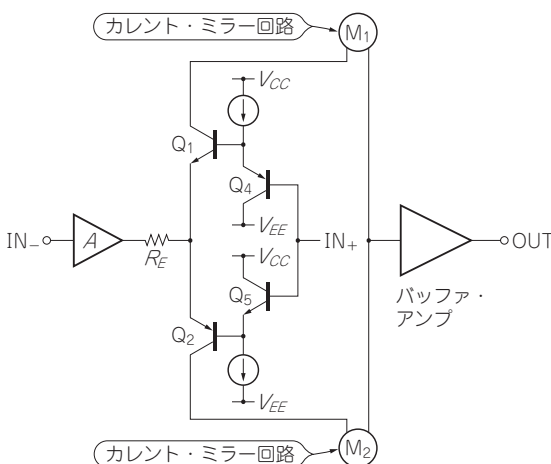 カレント・ミラー回路
M1
VCC
Q1
Q4
VEE
IN−
A
RE
IN+
OUT
VCC
Q5
バッファ・
アンプ
Q2
VEE
カレント・ミラー回路
M2